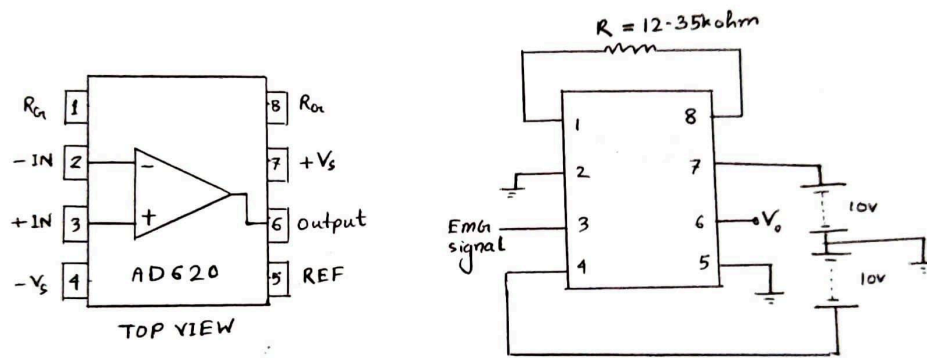 RG 1
8 RG
-IN 2
-
7 +Vs
+IN 3
+
6 output
-Vs 4
AD620
5 REF
TOP VIEW
R = 12-35kohm
1
8
2
7
10V
EMG
signal
3
6
Vo
4
5
10V